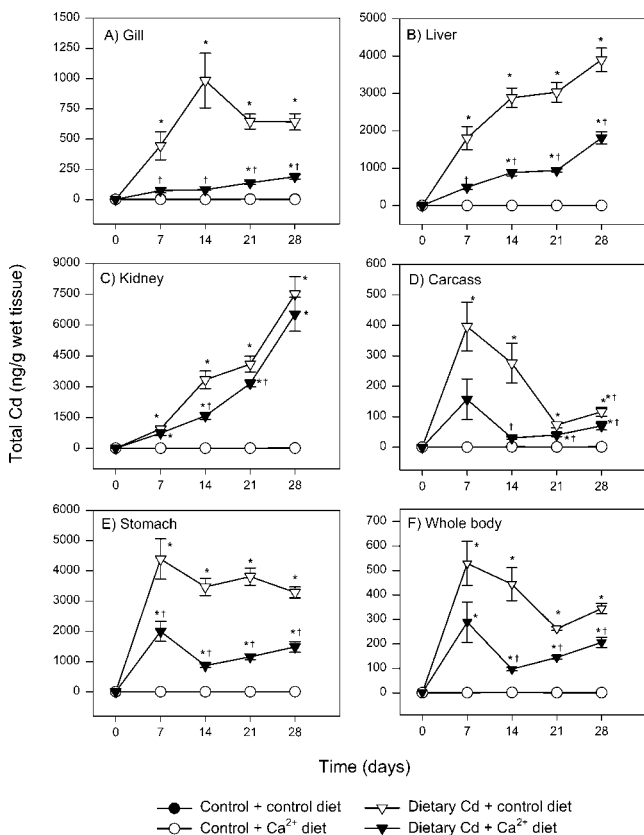 Total Cd (ng/g wet tissue)
A) Gill
1500
1250
1000
750
500
250
0
* * * * *† *†
† †
0 7 14 21 28
B) Liver
5000
4000
3000
2000
1000
0
* * * * † *† *† *†
0 7 14 21 28
C) Kidney
9000
7500
6000
4500
3000
1500
0
* * * * * *† *† *
0 7 14 21 28
D) Carcass
600
500
400
300
200
100
0
* * * * *† † *† *†
0 7 14 21 28
E) Stomach
6000
5000
4000
3000
2000
1000
0
* * * * *† *† *† *†
0 7 14 21 28
F) Whole body
700
600
500
400
300
200
100
0
* * * * * *† *† *†
0 7 14 21 28
Time (days)
Control + control diet
Control + Ca²⁺ diet
Dietary Cd + control diet
Dietary Cd + Ca²⁺ diet